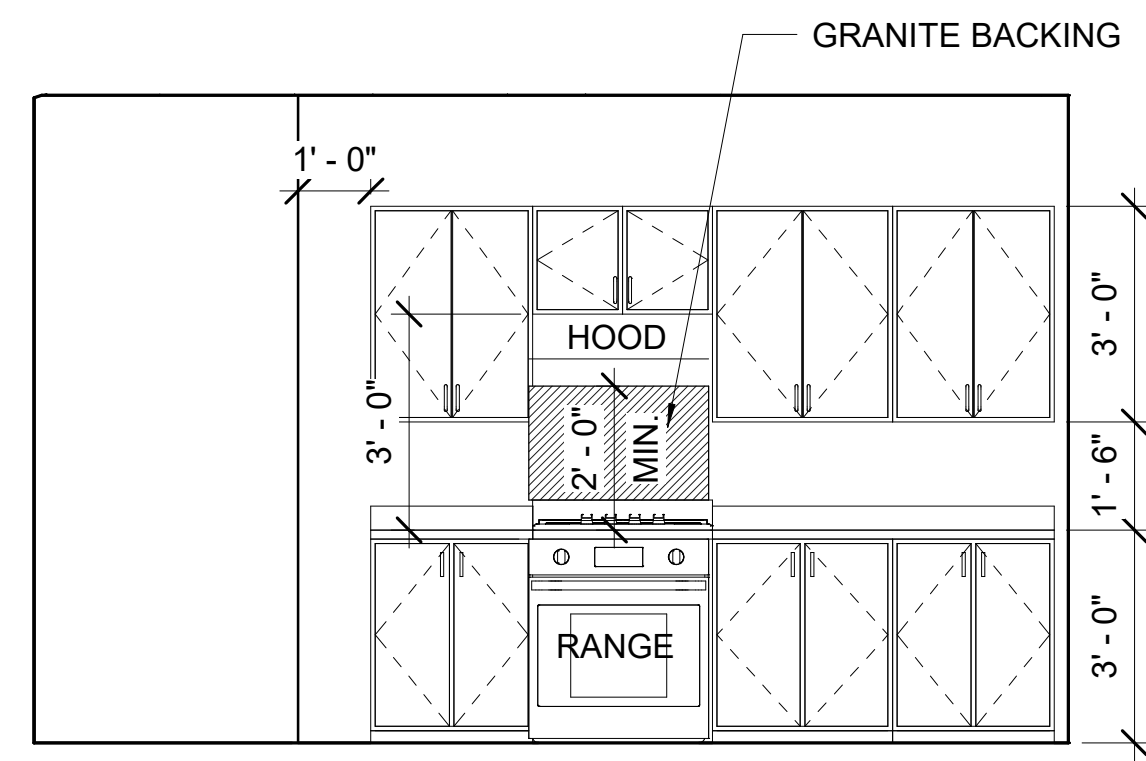 GRANITE BACKING
1' - 0"
HOOD
3' - 0"
3' - 0"
2' - 0"
MIN.
1' - 6"
RANGE
3' - 0"